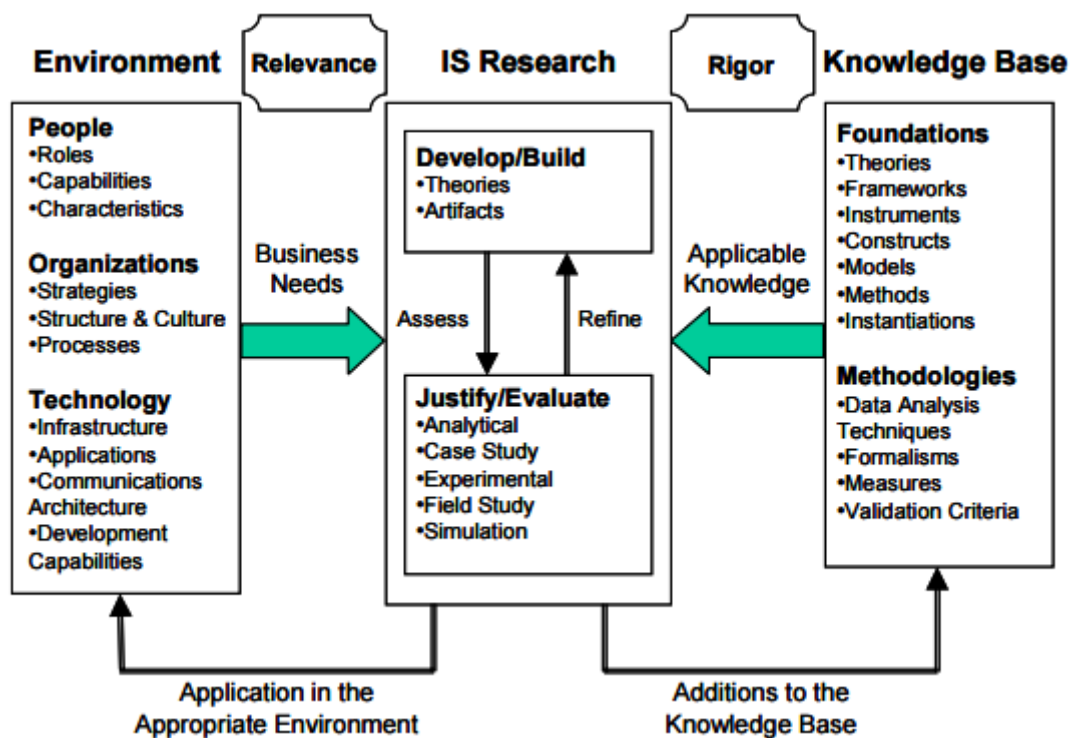 Environment
Relevance
IS Research
Rigor
Knowledge Base
People
•Roles
•Capabilities
•Characteristics
Organizations
•Strategies
•Structure & Culture
•Processes
Technology
•Infrastructure
•Applications
•Communications
Architecture
•Development
Capabilities
Business
Needs
Develop/Build
•Theories
•Artifacts
Assess
Refine
Justify/Evaluate
•Analytical
•Case Study
•Experimental
•Field Study
•Simulation
Applicable
Knowledge
Foundations
•Theories
•Frameworks
•Instruments
•Constructs
•Models
•Methods
•Instantiations
Methodologies
•Data Analysis
Techniques
•Formalisms
•Measures
•Validation Criteria
Application in the
Appropriate Environment
Additions to the
Knowledge Base